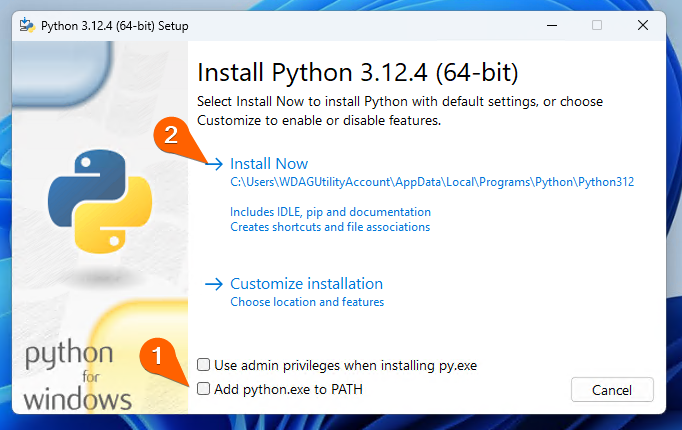 Python 3.12.4 (64-bit) Setup
Install Python 3.12.4 (64-bit)
Select Install Now to install Python with default settings, or choose
Customize to enable or disable features.
2
Install Now
C:\Users\WDAGUtilityAccount\AppData\Local\Programs\Python\Python312
Includes IDLE, pip and documentation
Creates shortcuts and file associations
Customize installation
Choose location and features
python
for
windows
1
Use admin privileges when installing py.exe
Add python.exe to PATH
Cancel